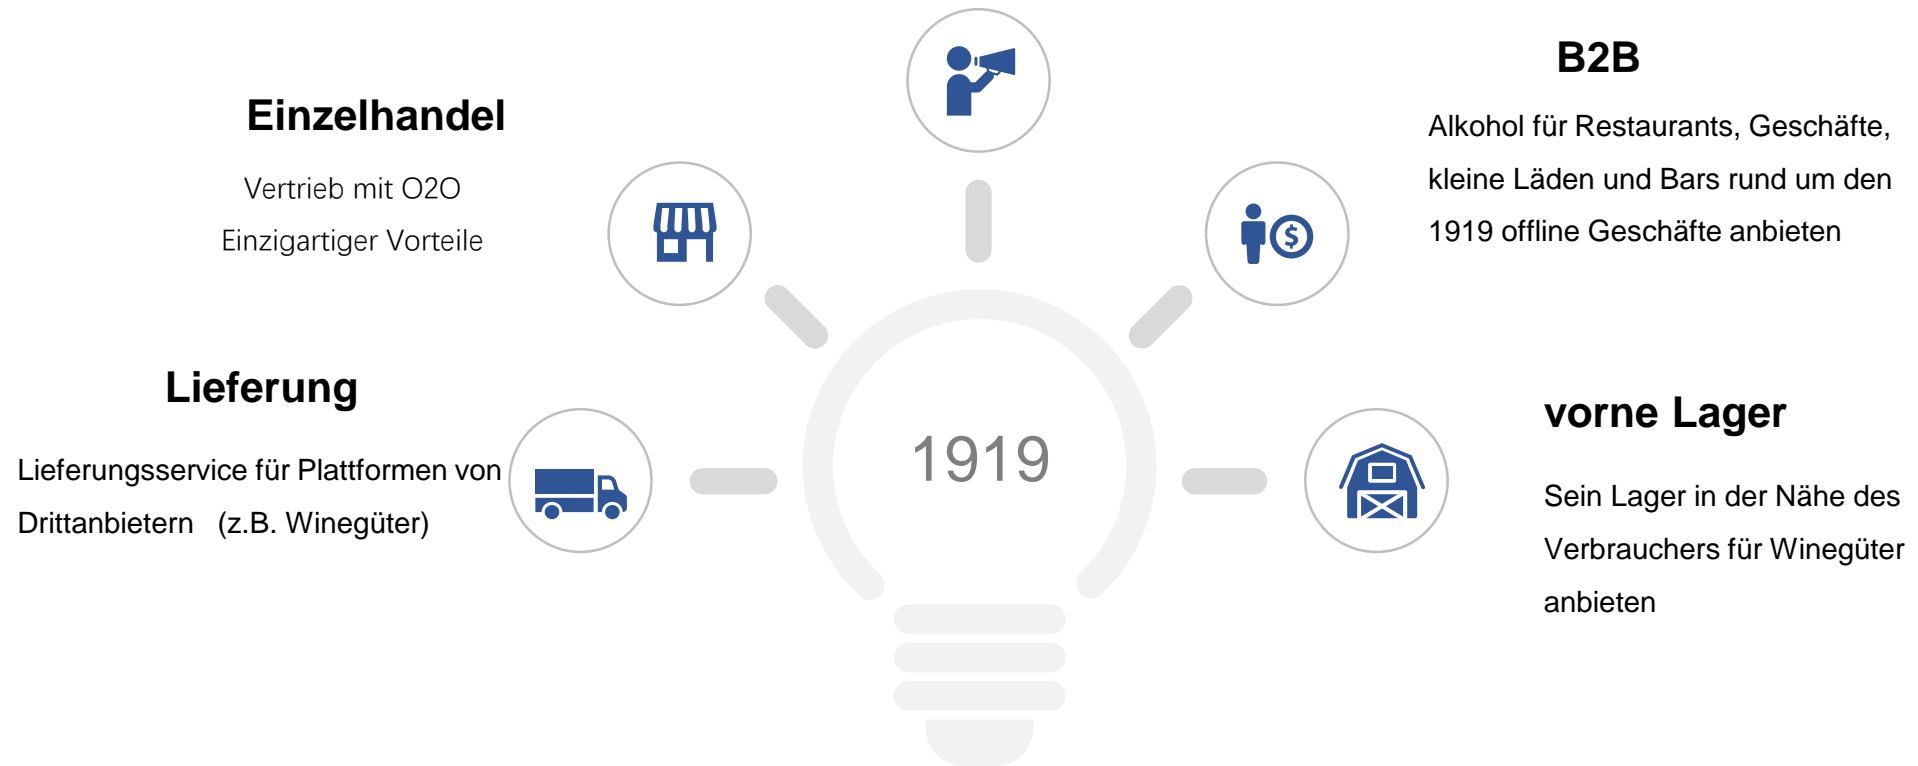 Einzelhandel
Vertrieb mit O2O
Einzigartiger Vorteile
B2B
Alkohol für Restaurants, Geschäfte,
kleine Läden und Bars rund um den
1919 offline Geschäfte anbieten
Lieferung
Lieferungsservice für Plattformen von
Drittanbietern (z.B. Winegüter)
1919
vorne Lager
Sein Lager in der Nähe des
Verbrauchers für Winegüter
anbieten
$